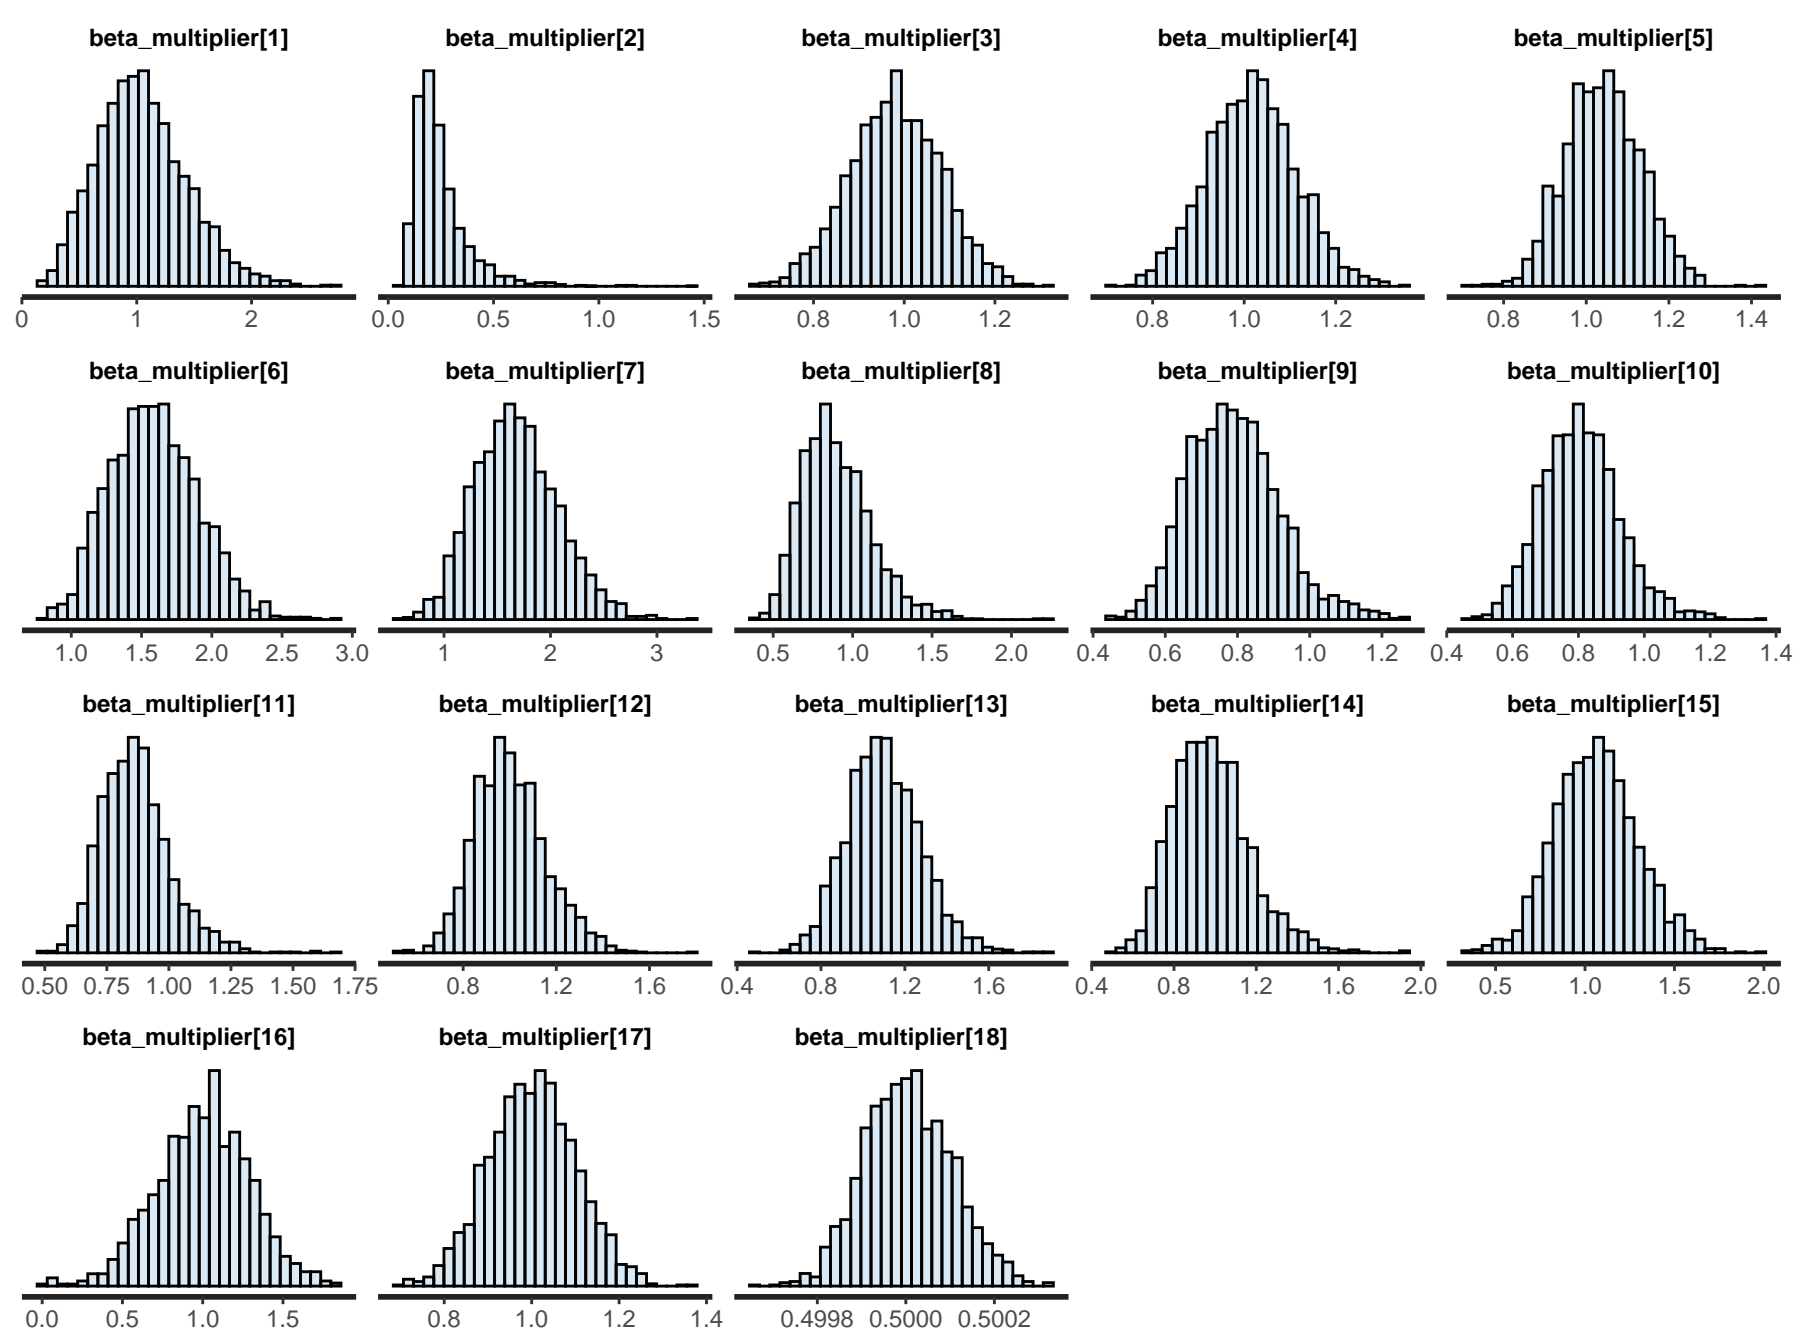 beta_multiplier[1] beta_multiplier[2] beta_multiplier[3] beta_multiplier[4] beta_multiplier[5]
0 1 2 0.0 0.5 1.0 1.5 0.8 1.0 1.2 0.8 1.0 1.2 0.8 1.0 1.2 1.4
beta_multiplier[6] beta_multiplier[7] beta_multiplier[8] beta_multiplier[9] beta_multiplier[10]
1.0 1.5 2.0 2.5 3.0 1 2 3 0.5 1.0 1.5 2.0 0.4 0.6 0.8 1.0 1.2 0.4 0.6 0.8 1.0 1.2 1.4
beta_multiplier[11] beta_multiplier[12] beta_multiplier[13] beta_multiplier[14] beta_multiplier[15]
0.50 0.75 1.00 1.25 1.50 1.75 0.8 1.2 1.6 0.4 0.8 1.2 1.6 0.4 0.8 1.2 1.6 2.0 0.5 1.0 1.5 2.0
beta_multiplier[16] beta_multiplier[17] beta_multiplier[18]
0.0 0.5 1.0 1.5 0.8 1.0 1.2 1.4 0.4998 0.5000 0.5002